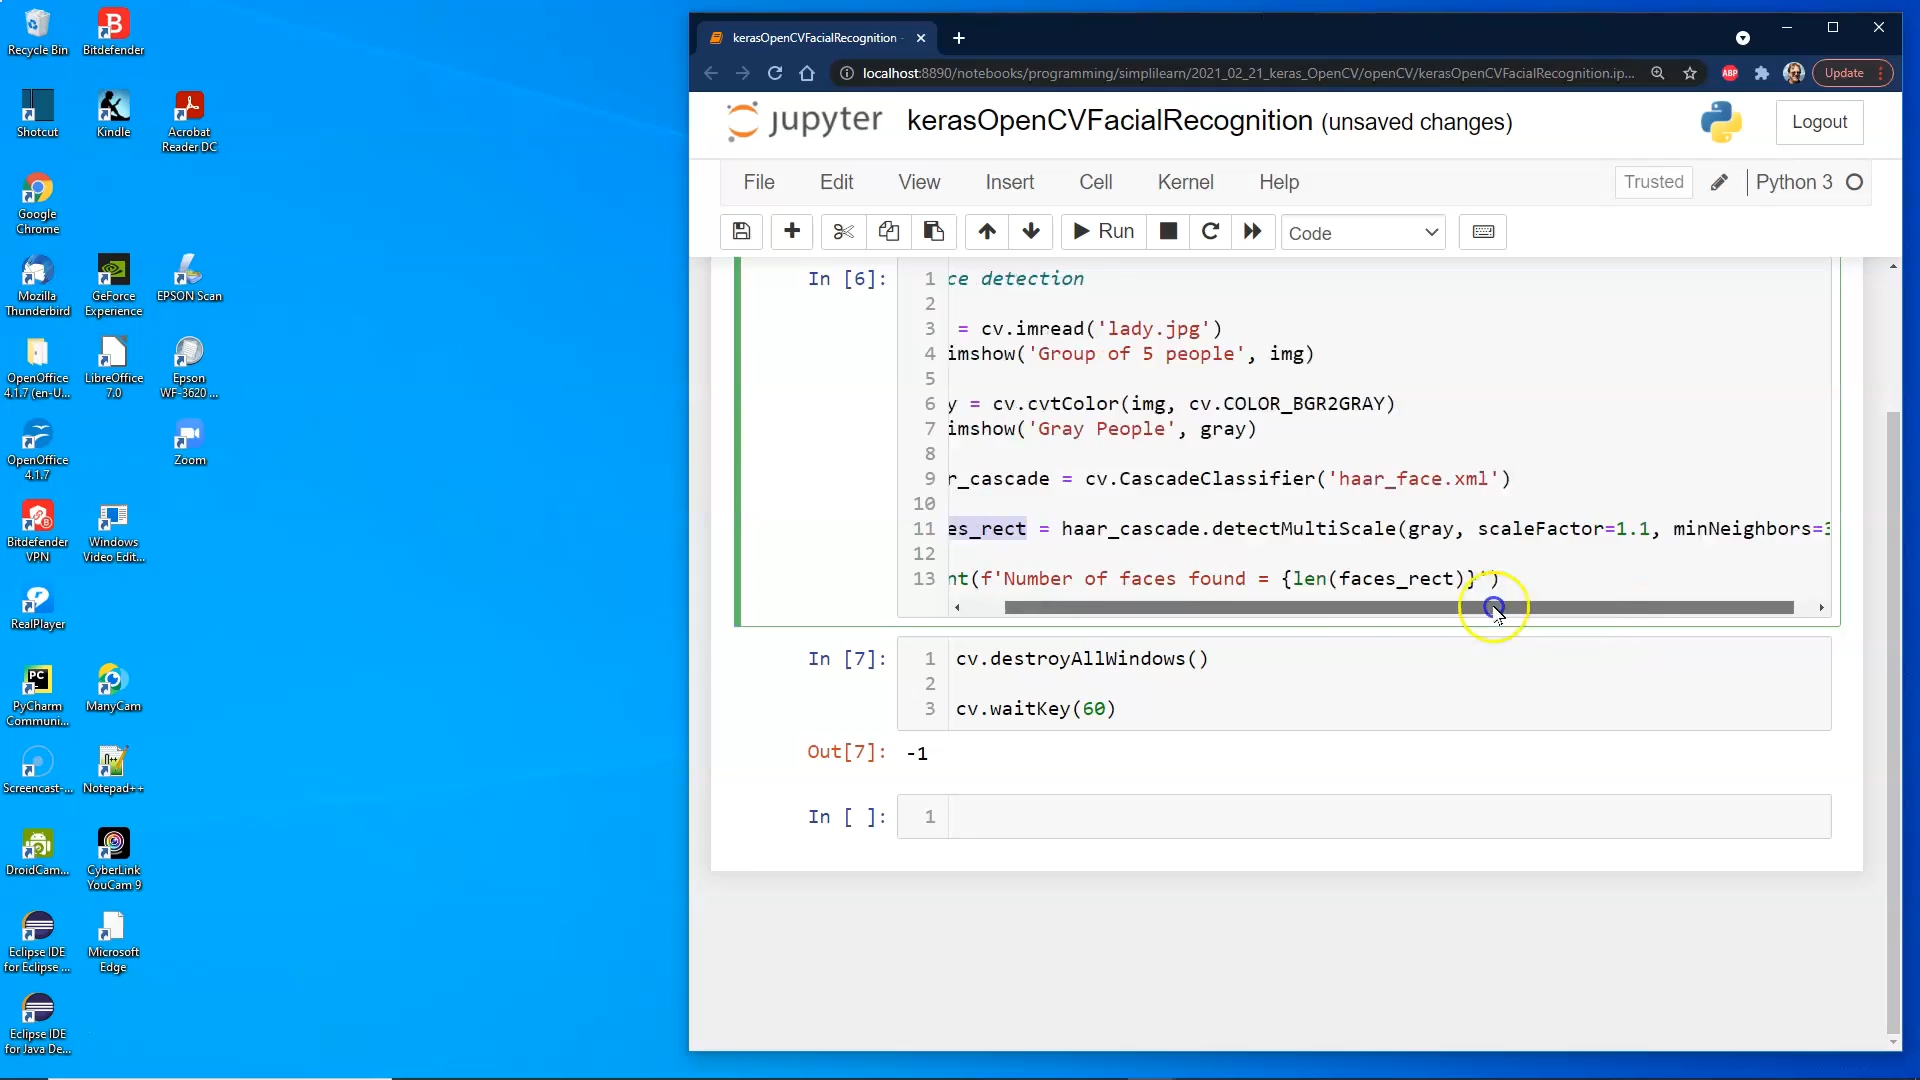 Recycle Bin
Bitdefender
Shotcut
Kindle
Acrobat
Reader DC
Google
Chrome
Mozilla
Thunderbird
GeForce
Experience
EPSON Scan
OpenOffice
4.1.7 (en-U...
LibreOffice
7.0
Epson
WF-3620 ...
OpenOffice
4.1.7
Zoom
Bitdefender
VPN
Windows
Video Edit...
RealPlayer
PyCharm
Communi...
ManyCam
Screencast-...
Notepad++
DroidCam...
CyberLink
YouCam 9
Eclipse IDE
for Eclipse ...
Microsoft
Edge
Eclipse IDE
for Java De...
kerasOpenCVFacialRecognition -
localhost:8890/notebooks/programming/simplilearn/2021_02_21_keras_OpenCV/openCV/kerasOpenCVFacialRecognition.ip...
ABP
Update
jupyter kerasOpenCVFacialRecognition (unsaved changes)
Logout
File Edit View Insert Cell Kernel Help
Trusted Python 3
Run Code
In [6]:
1 ce detection
2
3 = cv.imread('lady.jpg')
4 imshow('Group of 5 people', img)
5
6 y = cv.cvtColor(img, cv.COLOR_BGR2GRAY)
7 imshow('Gray People', gray)
8
9 r_cascade = cv.CascadeClassifier('haar_face.xml')
10
11 es_rect = haar_cascade.detectMultiScale(gray, scaleFactor=1.1, minNeighbors=3
12
13 nt(f'Number of faces found = {len(faces_rect)}')
In [7]:
1 cv.destroyAllWindows()
2
3 cv.waitKey(60)
Out[7]: -1
In [ ]: 1